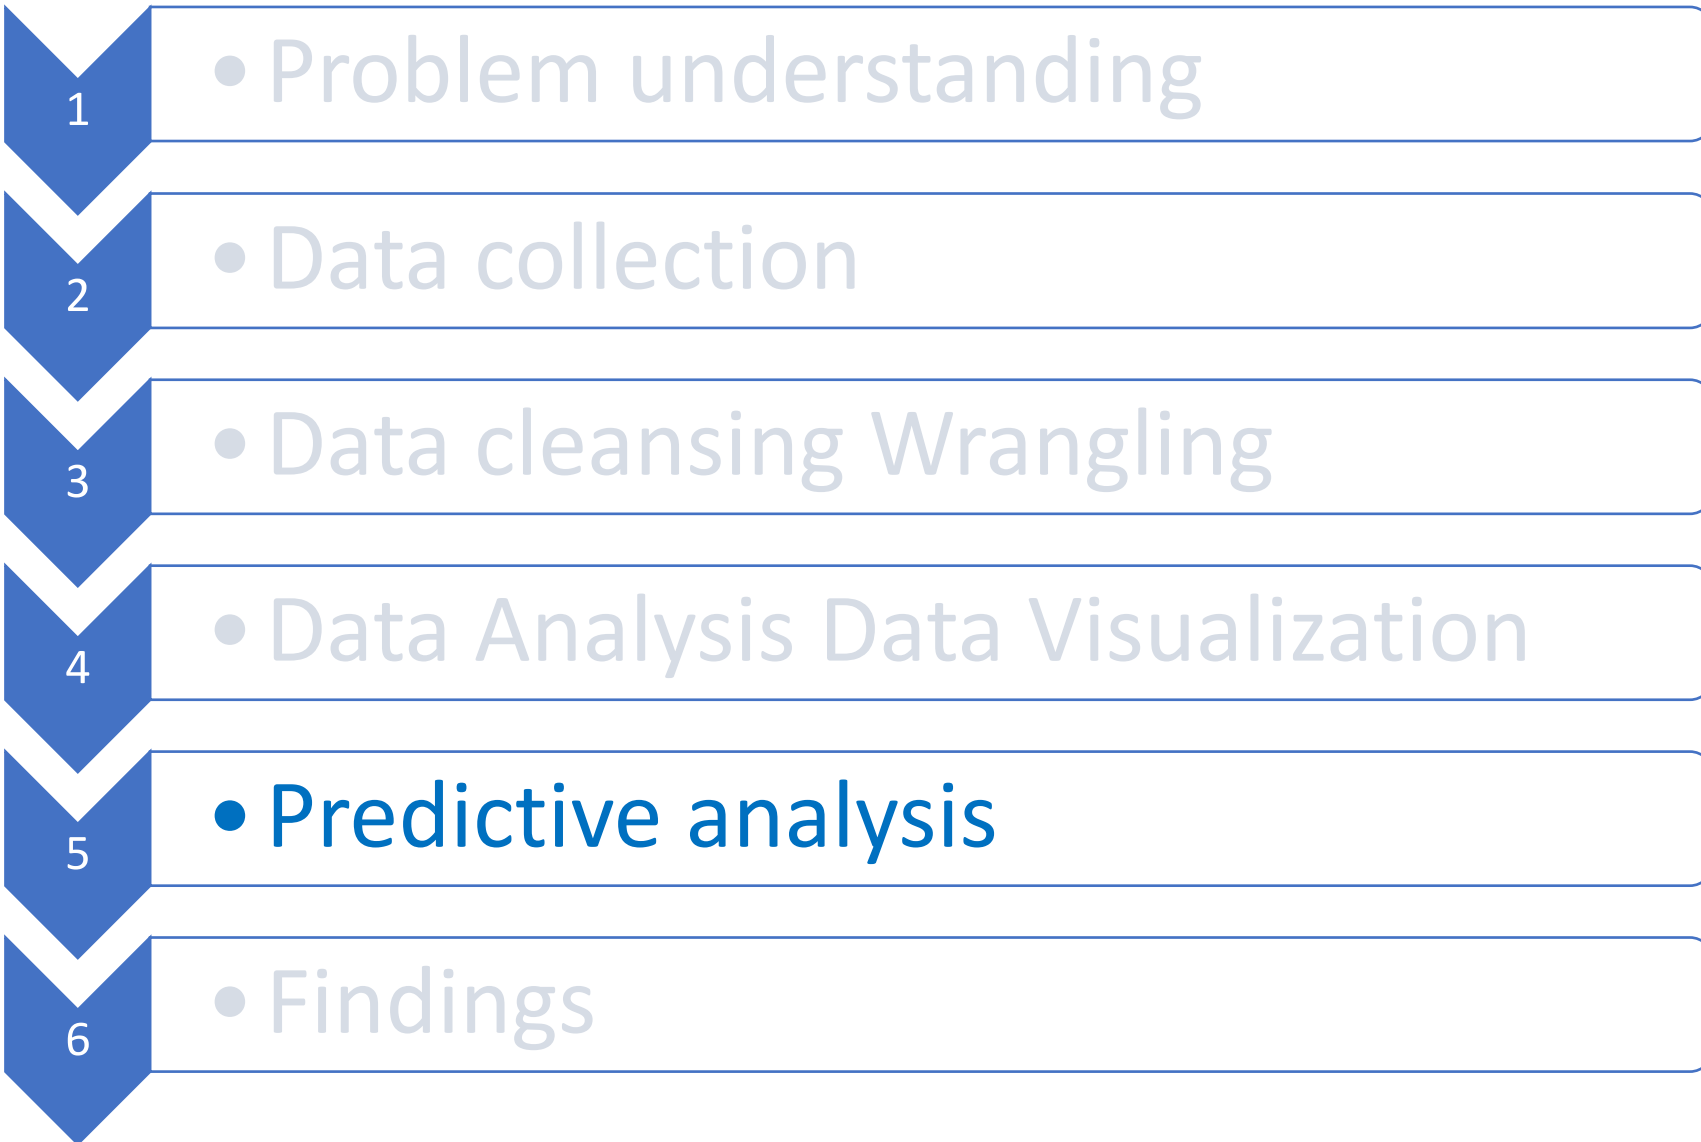 1
• Problem understanding
2
• Data collection
3
• Data cleansing Wrangling
4
• Data Analysis Data Visualization
5
• Predictive analysis
6
• Findings